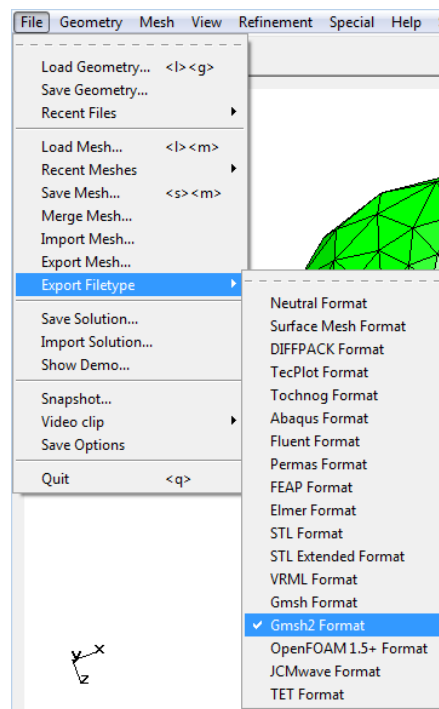 File Geometry Mesh View Refinement Special Help
Load Geometry... <l><g>
Save Geometry...
Recent Files
Load Mesh... <l><m>
Recent Meshes
Save Mesh... <s><m>
Merge Mesh...
Import Mesh...
Export Mesh...
Export Filetype
Save Solution...
Import Solution...
Show Demo...
Snapshot...
Video clip
Save Options
Quit <q>
Neutral Format
Surface Mesh Format
DIFFPACK Format
TecPlot Format
Tochnog Format
Abaqus Format
Fluent Format
Permas Format
FEAP Format
Elmer Format
STL Format
STL Extended Format
VRML Format
Gmsh Format
Gmsh2 Format
OpenFOAM 1.5+ Format
JCMwave Format
TET Format
y x
z